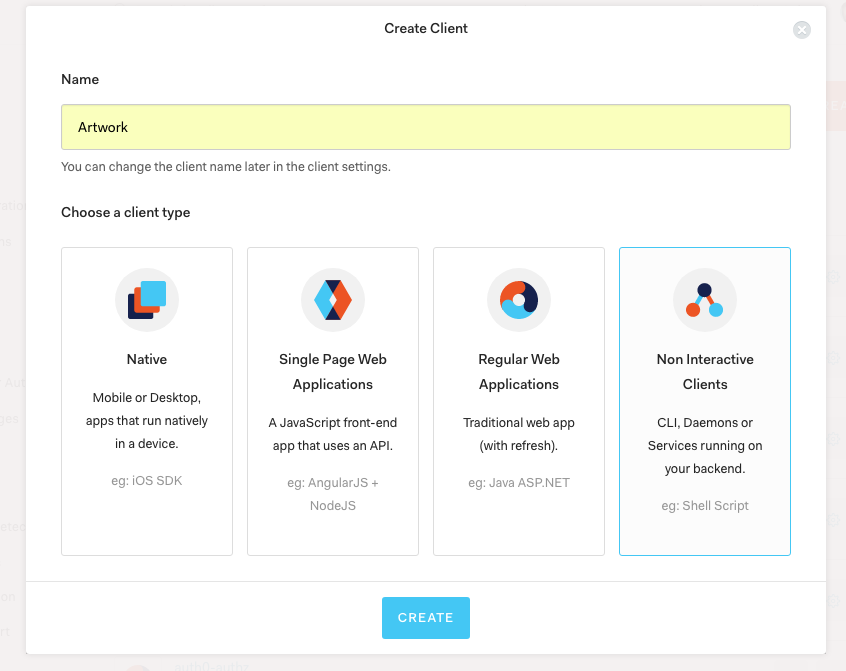 Create Client
Name
Artwork
You can change the client name later in the client settings.
Choose a client type
Native
Mobile or Desktop,
apps that run natively
in a device.
eg: iOS SDK
Single Page Web
Applications
A JavaScript front-end
app that uses an API.
eg: AngularJS +
NodeJS
Regular Web
Applications
Traditional web app
(with refresh).
eg: Java ASP.NET
Non Interactive
Clients
CLI, Daemons or
Services running on
your backend.
eg: Shell Script
CREATE